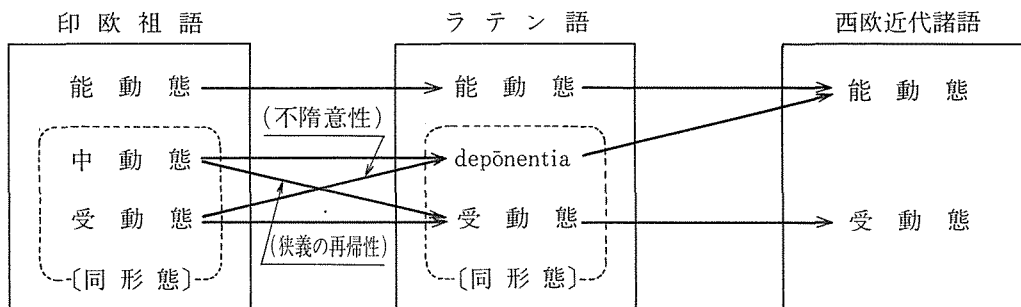 印欧祖語 ラテン語 西欧近代諸語
能動態 能動態 能動態
(不隋意性)
中動態 depōnentia
受動態 受動態 受動態
(狭義の再帰性)
〔同形態〕 〔同形態〕